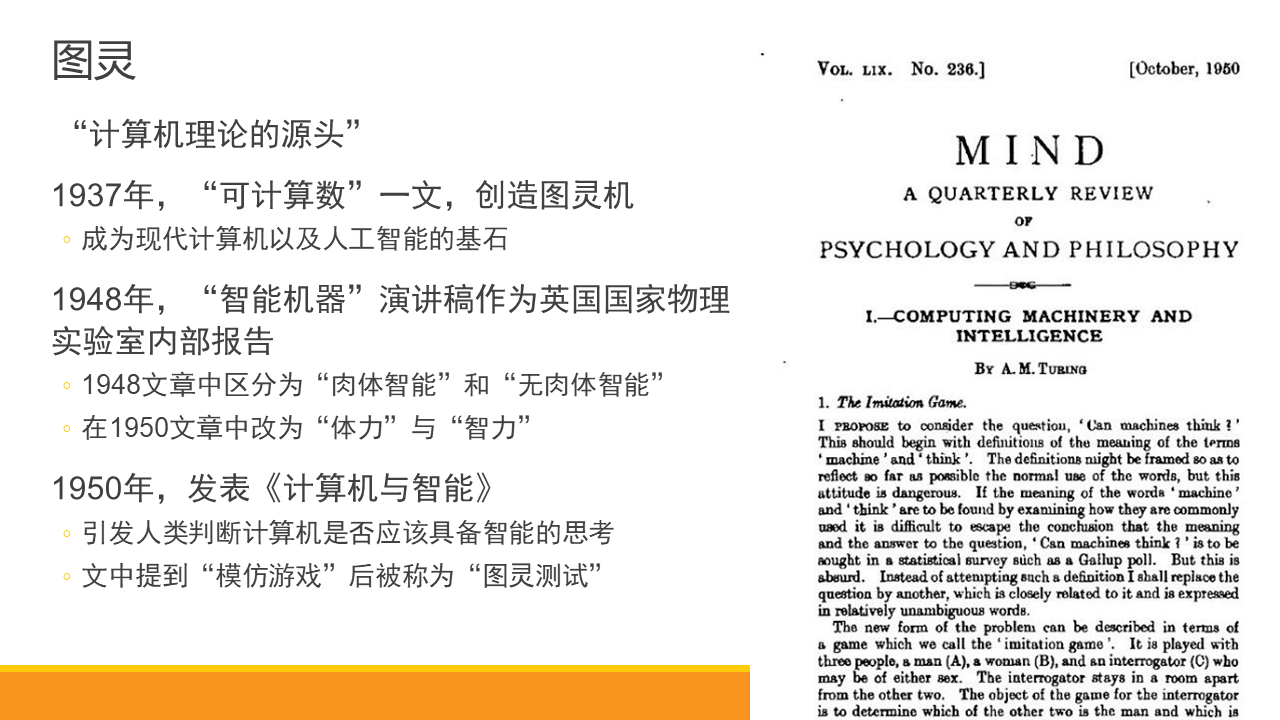 图灵
“计算机理论的源头”
1937年，“可计算数”一文，创造图灵机
成为现代计算机以及人工智能的基石
1948年，“智能机器”演讲稿作为英国国家物理
实验室内部报告
1948文章中区分为“肉体智能”和“无肉体智能”
在1950文章中改为“体力”与“智力”
1950年，发表《计算机与智能》
引发人类判断计算机是否应该具备智能的思考
文中提到“模仿游戏”后被称为“图灵测试”
VOL. LIX. No. 236.] [October, 1950
MIND
A QUARTERLY REVIEW
OF
PSYCHOLOGY AND PHILOSOPHY
I.—COMPUTING MACHINERY AND
INTELLIGENCE
BY A. M. TURING
1. The Imitation Game.
I PROPOSE to consider the question, ‘Can machines think?’
This should begin with definitions of the meaning of the terms
‘machine’ and ‘think’. The definitions might be framed so as to
reflect so far as possible the normal use of the words, but this
attitude is dangerous. If the meaning of the words ‘machine’
and ‘think’ are to be found by examining how they are commonly
used it is difficult to escape the conclusion that the meaning
and the answer to the question, ‘Can machines think?’ is to be
sought in a statistical survey such as a Gallup poll. But this is
absurd. Instead of attempting such a definition I shall replace the
question by another, which is closely related to it and is expressed
in relatively unambiguous words.
The new form of the problem can be described in terms of
a game which we call the ‘imitation game’. It is played with
three people, a man (A), a woman (B), and an interrogator (C) who
may be of either sex. The interrogator stays in a room apart
from the other two. The object of the game for the interrogator
is to determine which of the other two is the man and which is